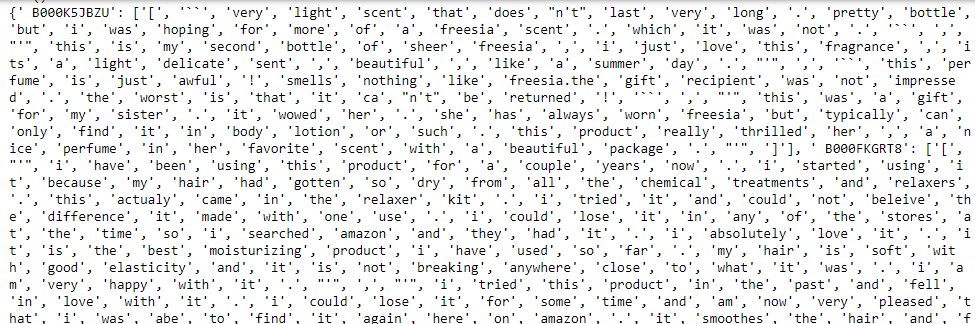 {' B000K5JBZU': ['[', '``', 'very', 'light', 'scent', 'that', 'does', "n't", 'last', 'very', 'long', '.', 'pretty', 'bottle',
'but', 'i', 'was', 'hoping', 'for', 'more', 'of', 'a', 'freesia', 'scent', '.', 'which', 'it', 'was', 'not', '.', '``', ',',
"'", 'this', 'is', 'my', 'second', 'bottle', 'of', 'sheer', 'freesia', ',', 'i', 'just', 'love', 'this', 'fragrance', ',', 'i
ts', 'a', 'light', 'delicate', 'sent', ',', 'beautiful', ',', 'like', 'a', 'summer', 'day', '.', "'", ',', '``', 'this', 'per
fume', 'is', 'just', 'awful', '!', 'smells', 'nothing', 'like', 'freesia.the', 'gift', 'recipient', 'was', 'not', 'impresse
d', '.', 'the', 'worst', 'is', 'that', 'it', 'ca', "n't", 'be', 'returned', '!', '``', ',', "'", 'this', 'was', 'a', 'gift',
'for', 'my', 'sister', '.', 'it', 'wowed', 'her', '.', 'she', 'has', 'always', 'worn', 'freesia', 'but', 'typically', 'can',
'only', 'find', 'it', 'in', 'body', 'lotion', 'or', 'such', '.', 'this', 'product', 'really', 'thrilled', 'her', ',', 'a', 'n
ice', 'perfume', 'in', 'her', 'favorite', 'scent', 'with', 'a', 'beautiful', 'package', '.', "'", ']'], ' B000FKGRT8': ['[',
"'", 'i', 'have', 'been', 'using', 'this', 'product', 'for', 'a', 'couple', 'years', 'now', '.', 'i', 'started', 'using', 'i
t', 'because', 'my', 'hair', 'had', 'gotten', 'so', 'dry', 'from', 'all', 'the', 'chemical', 'treatments', 'and', 'relaxers',
'.', 'this', 'actualy', 'came', 'in', 'the', 'relaxer', 'kit', '.', 'i', 'tried', 'it', 'and', 'could', 'not', 'beleive', 'th
e', 'difference', 'it', 'made', 'with', 'one', 'use', '.', 'i', 'could', 'lose', 'it', 'in', 'any', 'of', 'the', 'stores', 'a
t', 'the', 'time', 'so', 'i', 'searched', 'amazon', 'and', 'they', 'had', 'it', '.', 'i', 'absolutely', 'love', 'it', '.', 'i
t', 'is', 'the', 'best', 'moisturizing', 'product', 'i', 'have', 'used', 'so', 'far', '.', 'my', 'hair', 'is', 'soft', 'wit
h', 'good', 'elasticity', 'and', 'it', 'is', 'not', 'breaking', 'anywhere', 'close', 'to', 'what', 'it', 'was', '.', 'i', 'a
m', 'very', 'happy', 'with', 'it', '.', "'", ',', "'", 'i', 'tried', 'this', 'product', 'in', 'the', 'past', 'and', 'fell',
'in', 'love', 'with', 'it', '.', 'i', 'could', 'lose', 'it', 'for', 'some', 'time', 'and', 'am', 'now', 'very', 'pleased', 't
hat', 'i', 'was', 'abe', 'to', 'find', 'it', 'again', 'here', 'on', 'amazon', '.', 'it', 'smoothes', 'the', 'hair', 'and', 'f